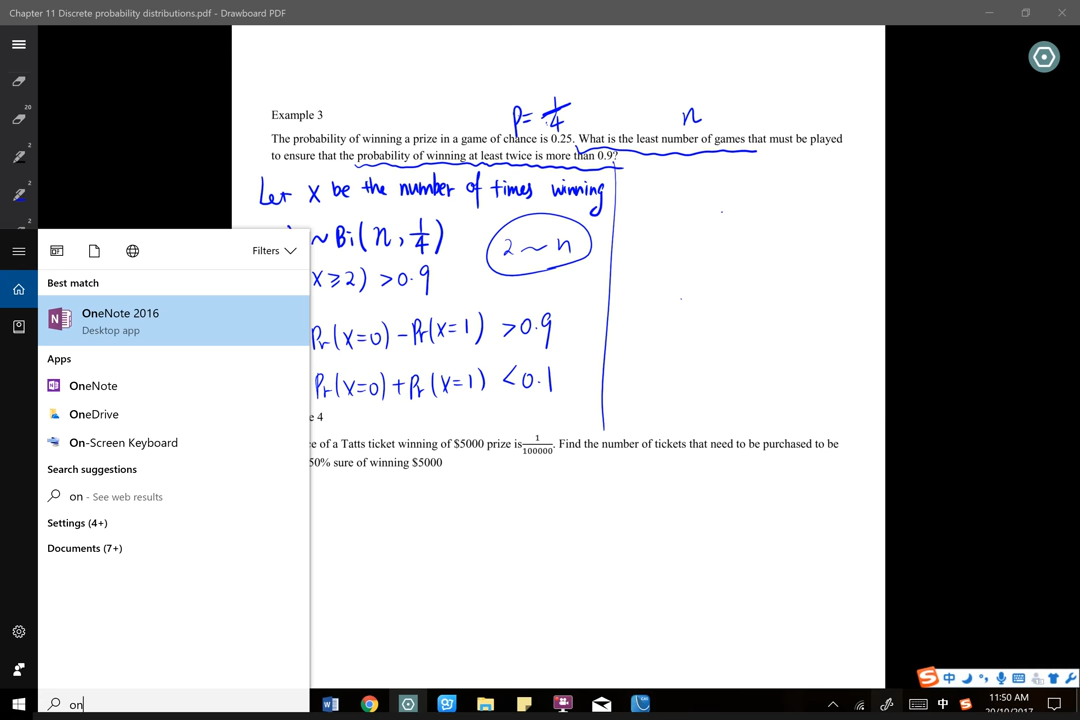 Chapter 11 Discrete probability distributions.pdf - Drawboard PDF
20
2
2
2
Example 3
p = 1/4
n
The probability of winning a prize in a game of chance is 0.25. What is the least number of games that must be played
to ensure that the probability of winning at least twice is more than 0.9?
Let X be the number of times winning
~ Bi(n, 1/4)
2 ~ n
X ≥ 2) > 0.9
Pr(X=0) - Pr(X=1) > 0.9
Pr(X=0) + Pr(X=1) < 0.1
e 4
e of a Tatts ticket winning of $5000 prize is 1/100000. Find the number of tickets that need to be purchased to be
50% sure of winning $5000
Filters
Best match
OneNote 2016
Desktop app
Apps
OneNote
OneDrive
On-Screen Keyboard
Search suggestions
on - See web results
Settings (4+)
Documents (7+)
on
中
中
11:50 AM